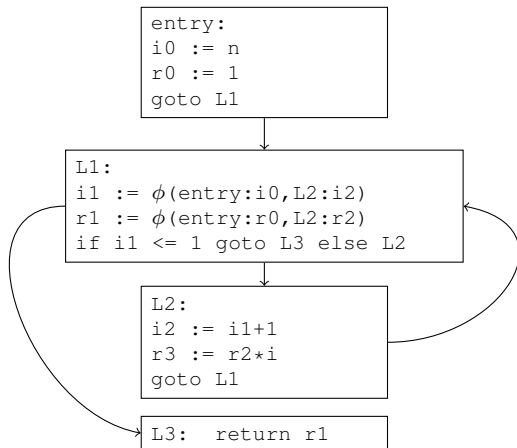 entry:
i0 := n
r0 := 1
goto L1
L1:
i1 := ϕ(entry:i0,L2:i2)
r1 := ϕ(entry:r0,L2:r2)
if i1 <= 1 goto L3 else L2
L2:
i2 := i1+1
r3 := r2*i
goto L1
L3: return r1